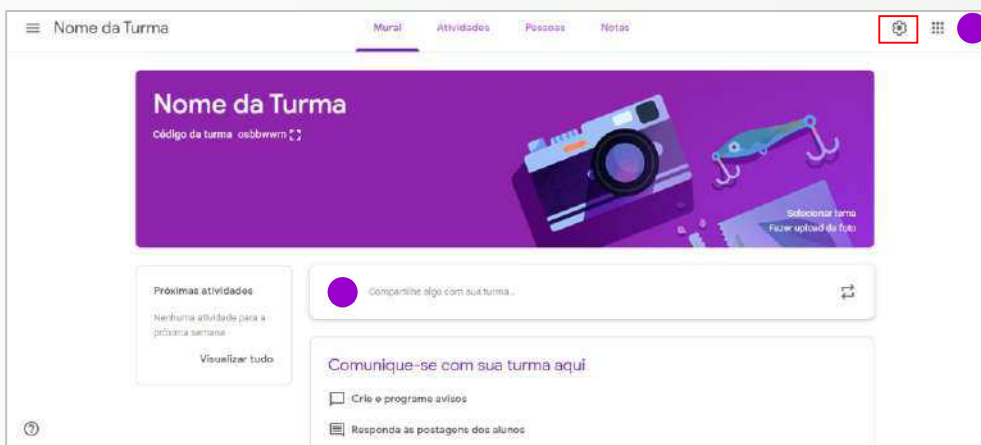 Nome da Turma
Mural Atividades Pessoas Notas
Nome da Turma
Código da turma osbbwwm
Selecionar tema
Fazer upload da foto
Próximas atividades
Nenhuma atividade para a
próxima semana
Visualizar tudo
Compartilhe algo com sua turma...
Comunique-se com sua turma aqui
Crie e programe avisos
Responda às postagens dos alunos